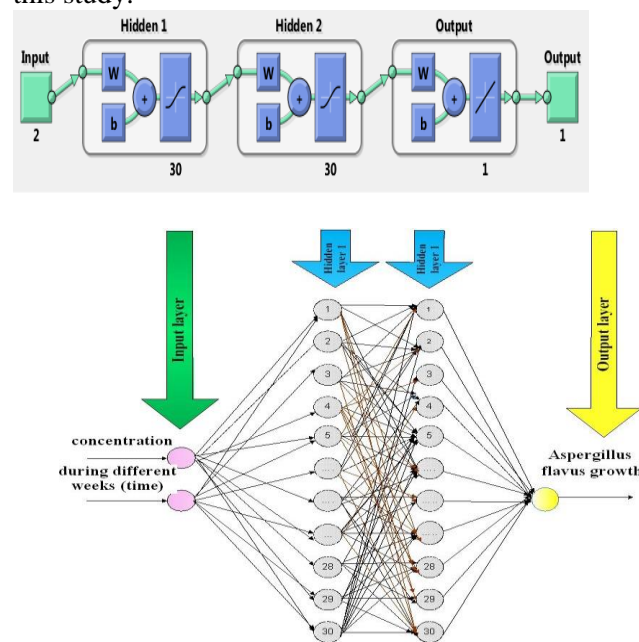 this study.
Hidden 1 Hidden 2 Output
Input Output
W W W
+ + +
b b b
2 1
30 30 1
Input layer
Hidden layer 1
Hidden layer 1
Output layer
1 1
2 2
3 3
4 4
5 5
concentration
during different
weeks (time)
Aspergillus
flavus growth
.... ....
.... ....
... ....
28 28
29 29
30 30